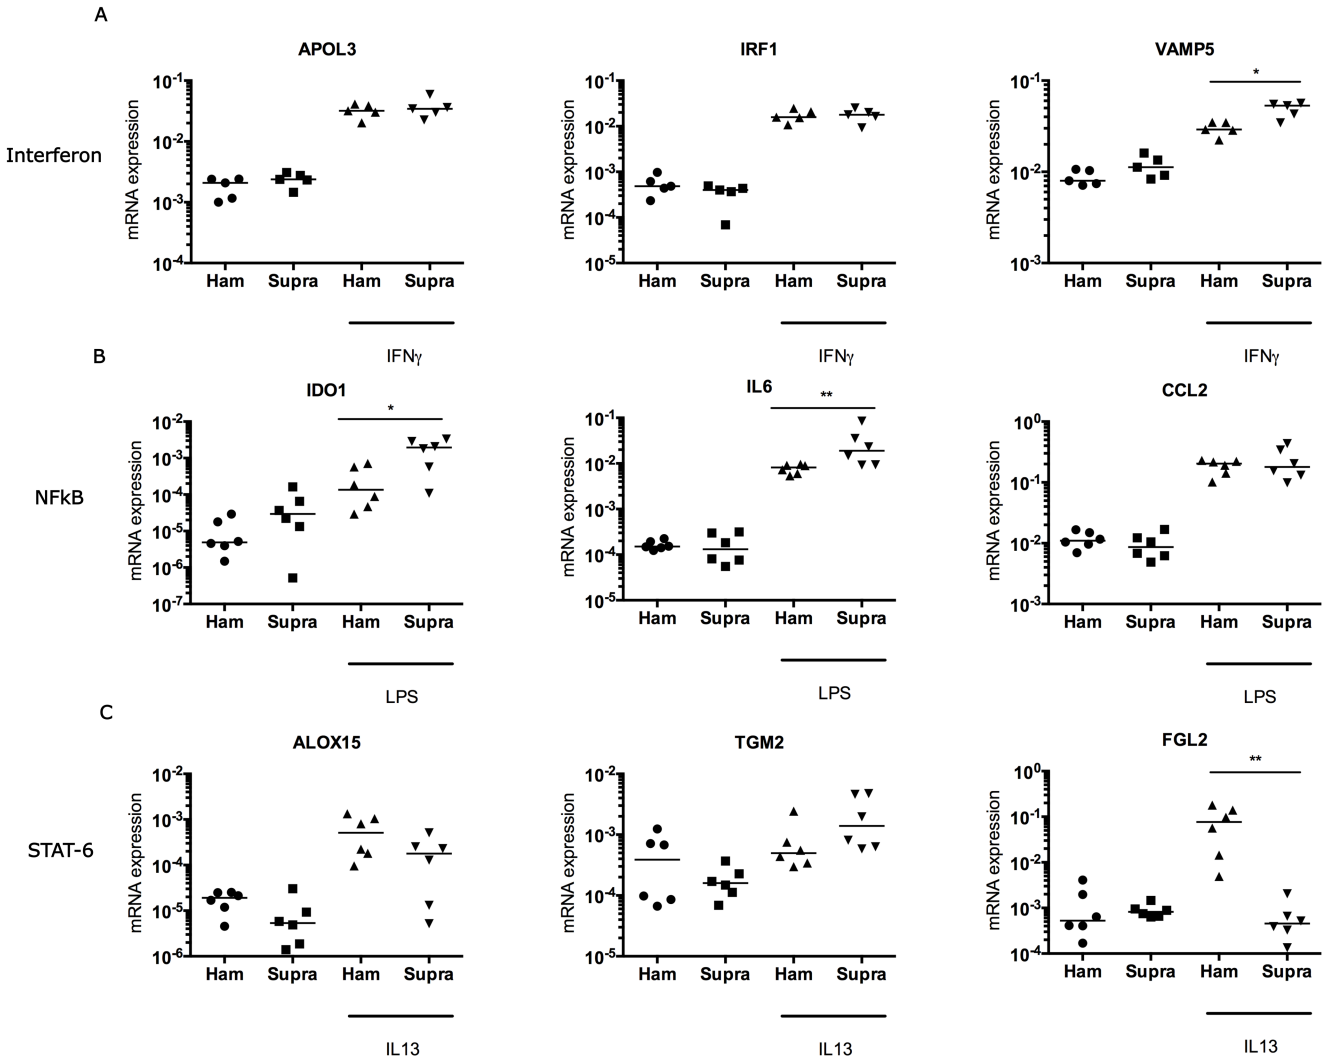 A
APOL3 IRF1 VAMP5
Interferon
mRNA expression
10-1
10-2
10-3
10-4
Ham Supra Ham Supra
IFNγ
mRNA expression
10-1
10-2
10-3
10-4
10-5
Ham Supra Ham Supra
IFNγ
mRNA expression
10-1
10-2
10-3
*
Ham Supra Ham Supra
IFNγ
B
IDO1 IL6 CCL2
NFkB
mRNA expression
10-2
10-3
10-4
10-5
10-6
10-7
*
Ham Supra Ham Supra
LPS
mRNA expression
10-1
10-2
10-3
10-4
10-5
**
Ham Supra Ham Supra
LPS
mRNA expression
100
10-1
10-2
10-3
Ham Supra Ham Supra
LPS
C
ALOX15 TGM2 FGL2
STAT-6
mRNA expression
10-2
10-3
10-4
10-5
10-6
Ham Supra Ham Supra
IL13
mRNA expression
10-2
10-3
10-4
10-5
Ham Supra Ham Supra
IL13
mRNA expression
100
10-1
10-2
10-3
10-4
**
Ham Supra Ham Supra
IL13